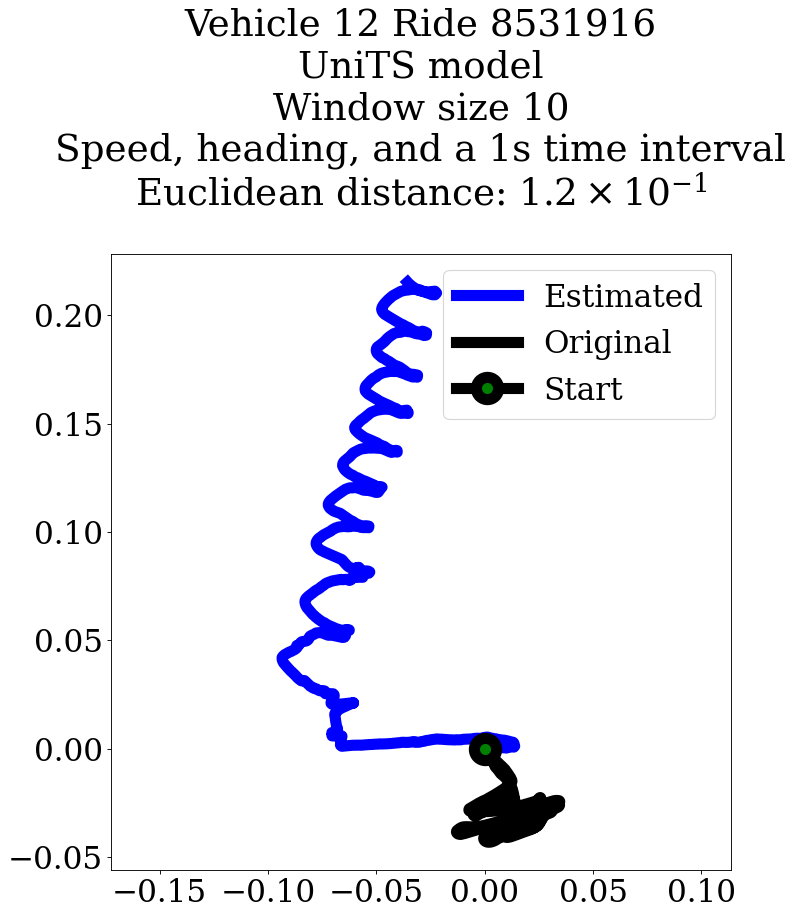 Vehicle 12 Ride 8531916
UniTS model
Window size 10
Speed, heading, and a 1s time interval
Euclidean distance: 1.2 × 10⁻¹
Estimated
Original
Start
0.20
0.15
0.10
0.05
0.00
−0.05
−0.15 −0.10 −0.05 0.00 0.05 0.10